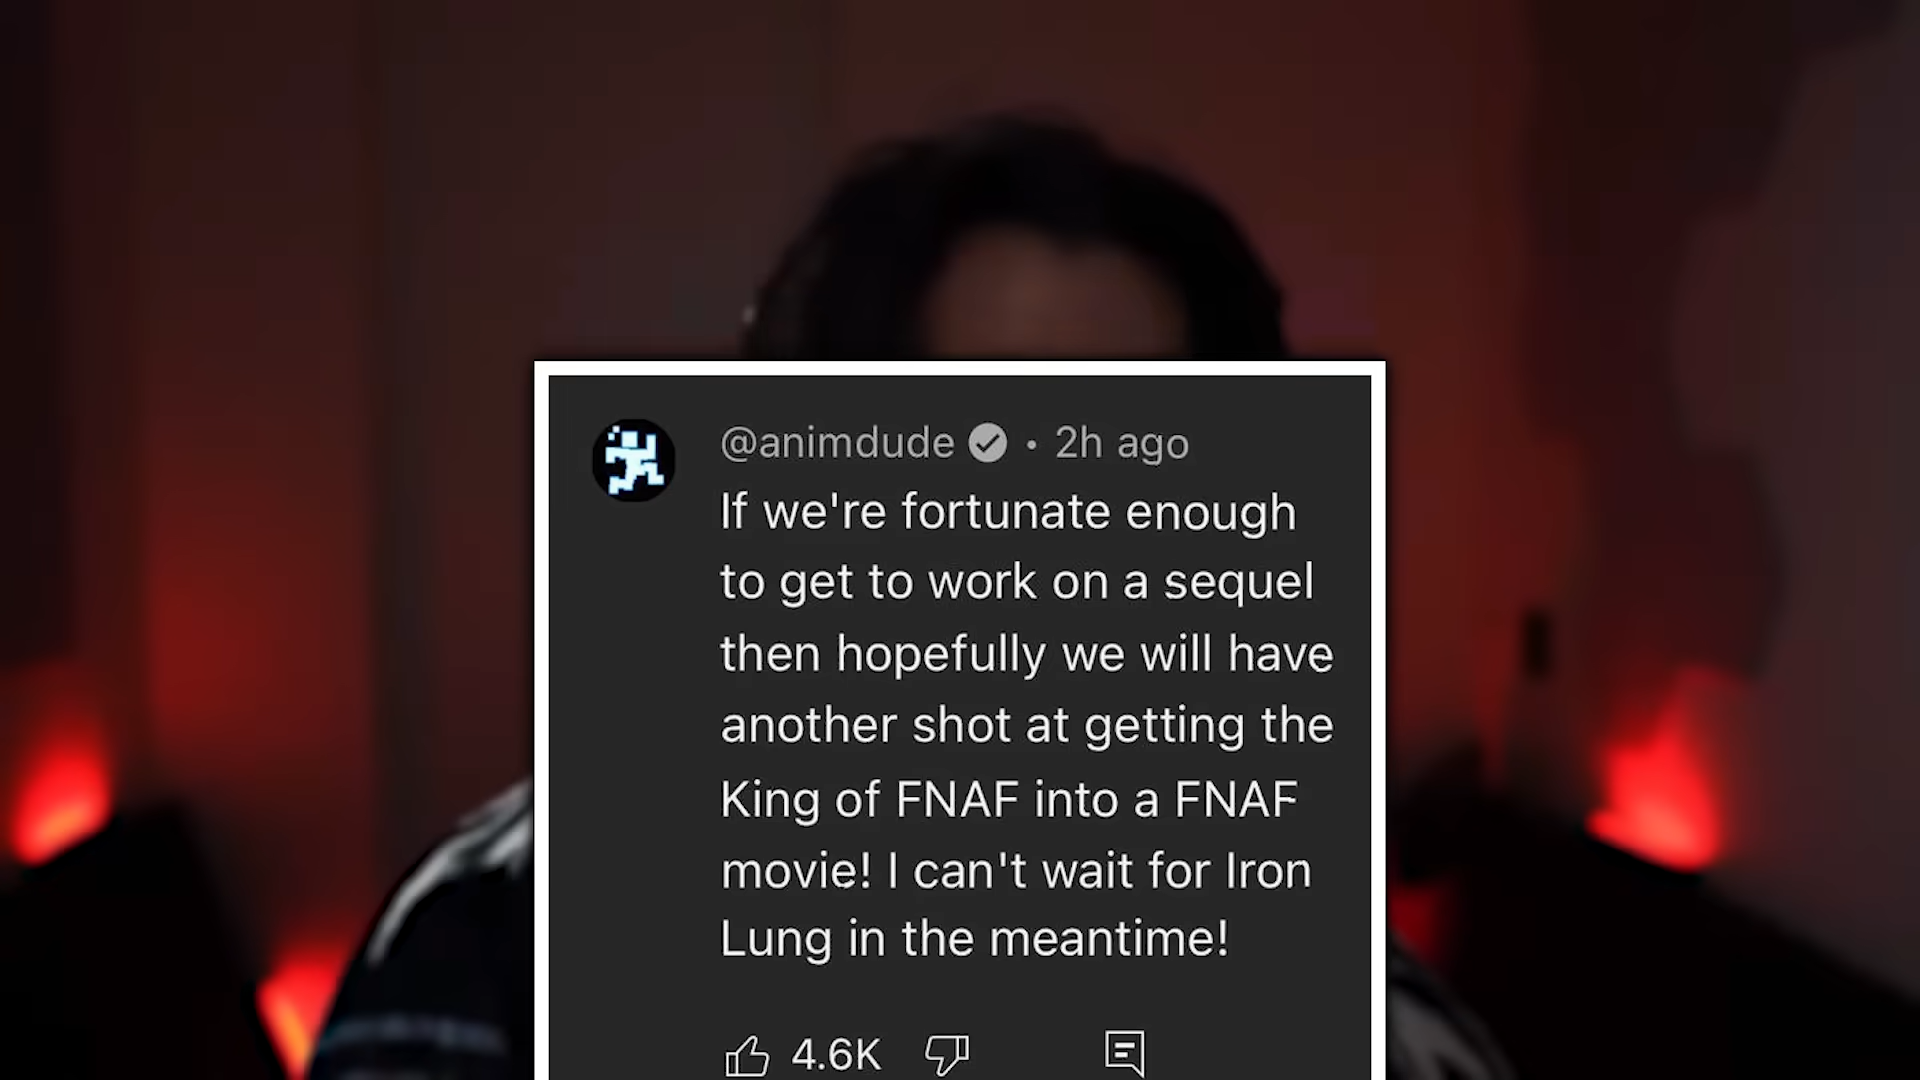 @animdude • 2h ago
If we're fortunate enough
to get to work on a sequel
then hopefully we will have
another shot at getting the
King of FNAF into a FNAF
movie! I can't wait for Iron
Lung in the meantime!
4.6K